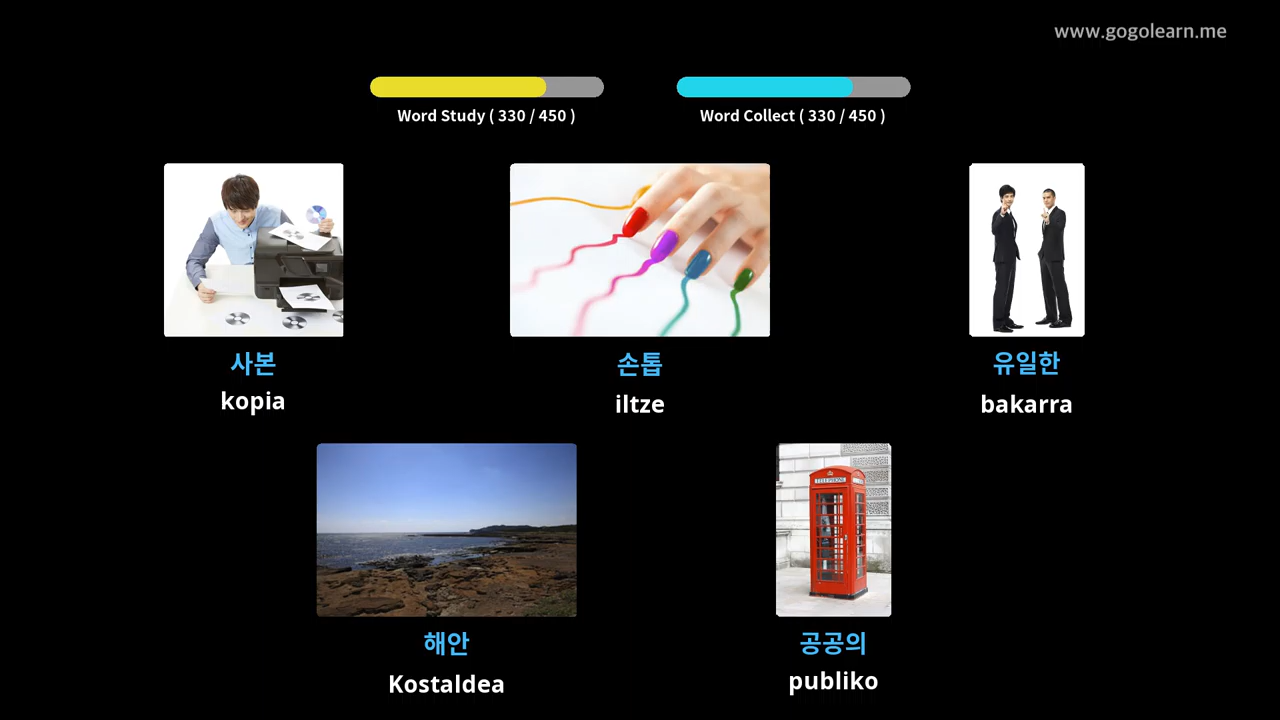 www.gogolearn.me
Word Study ( 330 / 450 )
Word Collect ( 330 / 450 )
사본
kopia
손톱
iltze
유일한
bakarra
TELEPHONE
해안
Kostaldea
공공의
publiko